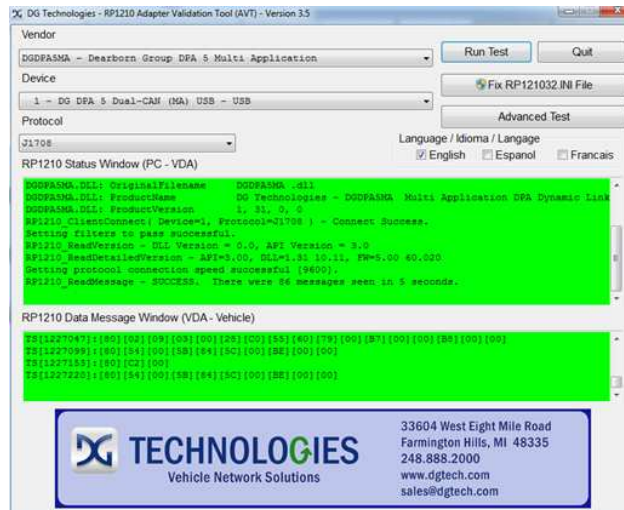 DG Technologies - RP1210 Adapter Validation Tool (AVT) - Version 3.5
Vendor
DGDPA5MA - Dearborn Group DPA 5 Multi Application
Run Test
Quit
Device
Fix RP121032.INI File
1 - DG DPA 5 Dual-CAN (MA) USB - USB
Advanced Test
Protocol
J1708
Language / Idioma / Langage
English
Espanol
Francais
RP1210 Status Window (PC - VDA)
DGDPA5MA.DLL: OriginalFilename DGDPA5MA .dll
DGDPA5MA.DLL: ProductName DG Technologies - DGDPA5MA Multi Application DPA Dynamic Link
DGDPA5MA.DLL: ProductVersion 1, 31, 0, 0
RP1210_ClientConnect( Device=1, Protocol=J1708 ) - Connect Success.
Setting filters to pass successful.
RP1210_ReadVersion - DLL Version = 0.0, API Version = 3.0
RP1210_ReadDetailedVersion - API=3.00, DLL=1.31 10.11, FW=5.00 60.020
Getting protocol connection speed successful [9600].
RP1210_ReadMessage - SUCCESS. There were 86 messages seen in 5 seconds.
RP1210 Data Message Window (VDA - Vehicle)
TS[1227047]:[80][02][09][03][00][25][C0][55][60][79][00][B7][00][00][B8][00][00]
TS[1227099]:[80][54][00][5B][84][5C][00][BE][00][00]
TS[1227153]:[80][C2][00]
TS[1227220]:[80][54][00][5B][84][5C][00][BE][00][00]
DG TECHNOLOGIES
Vehicle Network Solutions
33604 West Eight Mile Road
Farmington Hills, MI 48335
248.888.2000
www.dgtech.com
sales@dgtech.com